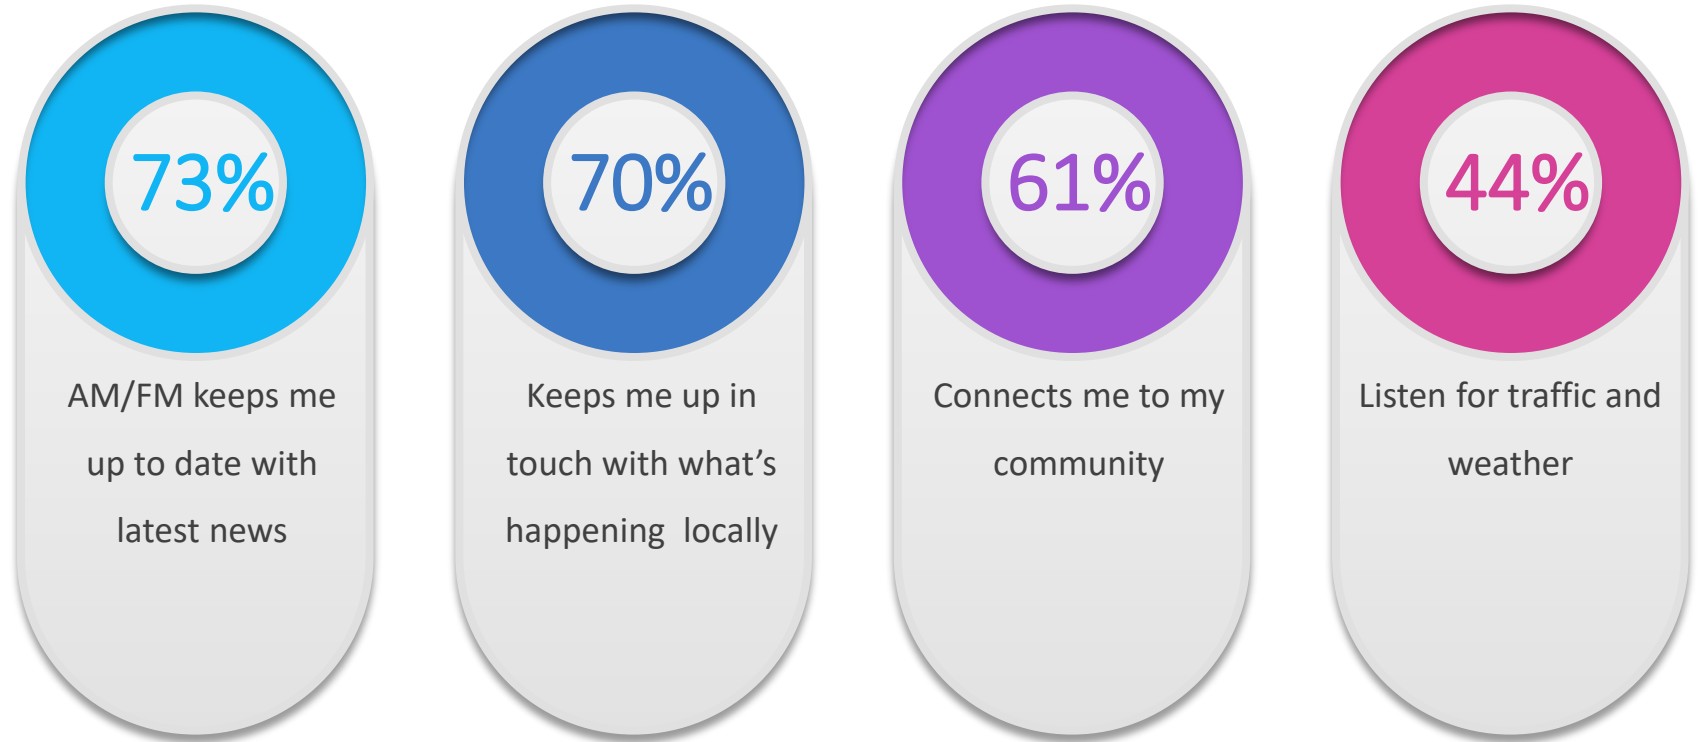 73%
AM/FM keeps me
up to date with
latest news
70%
Keeps me up in
touch with what’s
happening  locally
61%
Connects me to my
community
44%
Listen for traffic and
weather